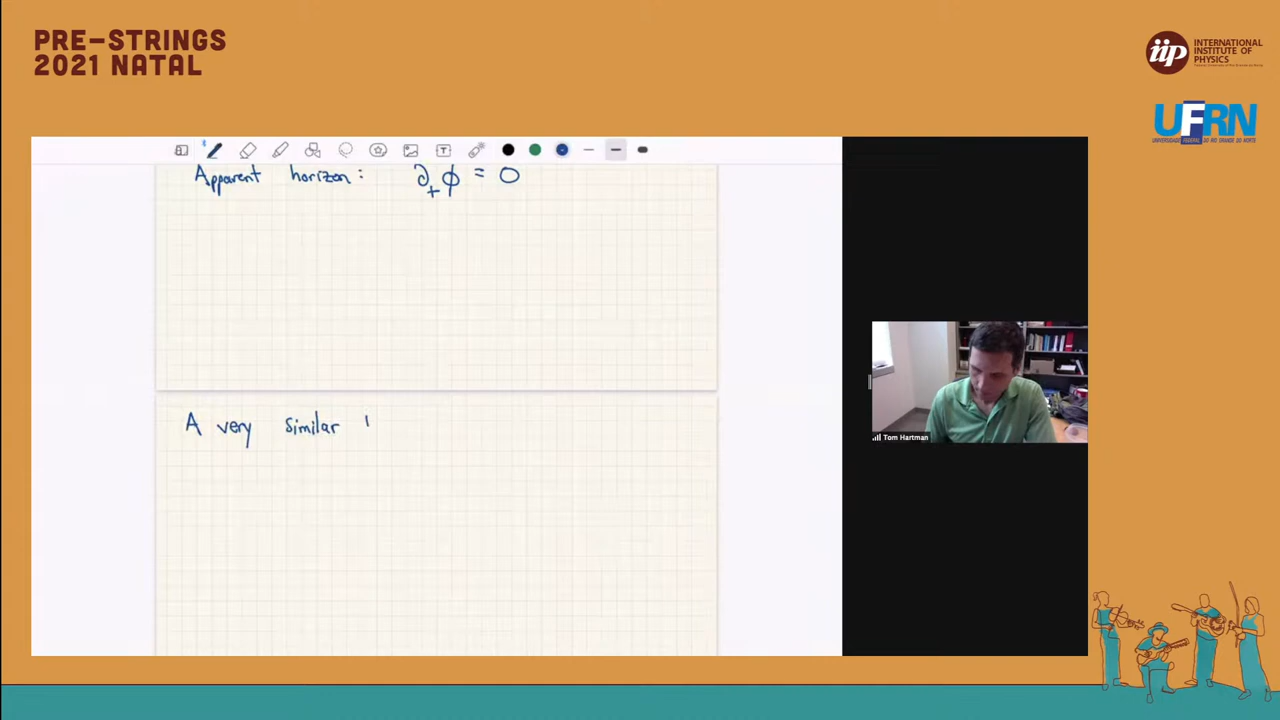 PRE-STRINGS
2021 NATAL
iip INTERNATIONAL
INSTITUTE OF
PHYSICS
UFRN
Apparent horizon: ∂₊φ = 0
A very similar
Tom Hartman